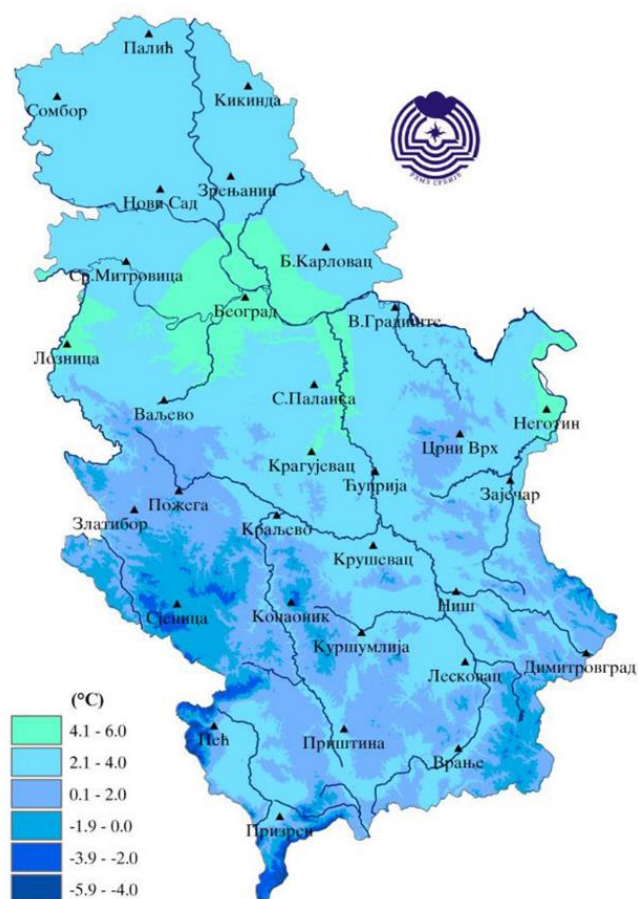 Палић
Кикинда
Сомбор
Зрењанин
Нови Сад
РХМЗ СРБИЈЕ
Б.Карловац
Ср.Митровица
Београд
В.Градиште
Лозница
С.Паланка
Ваљево
Неготин
Црни Врх
Крагујевац
Ћуприја
Зајечар
Пожега
Златибор
Краљево
Крушевац
Ниш
Сјеница
Копаоник
Куршумлија
Димитровград
Лесковац
(°C)
4.1 - 6.0
2.1 - 4.0
0.1 - 2.0
-1.9 - 0.0
-3.9 - -2.0
-5.9 - -4.0
Пећ
Приштина
Врање
Призрен